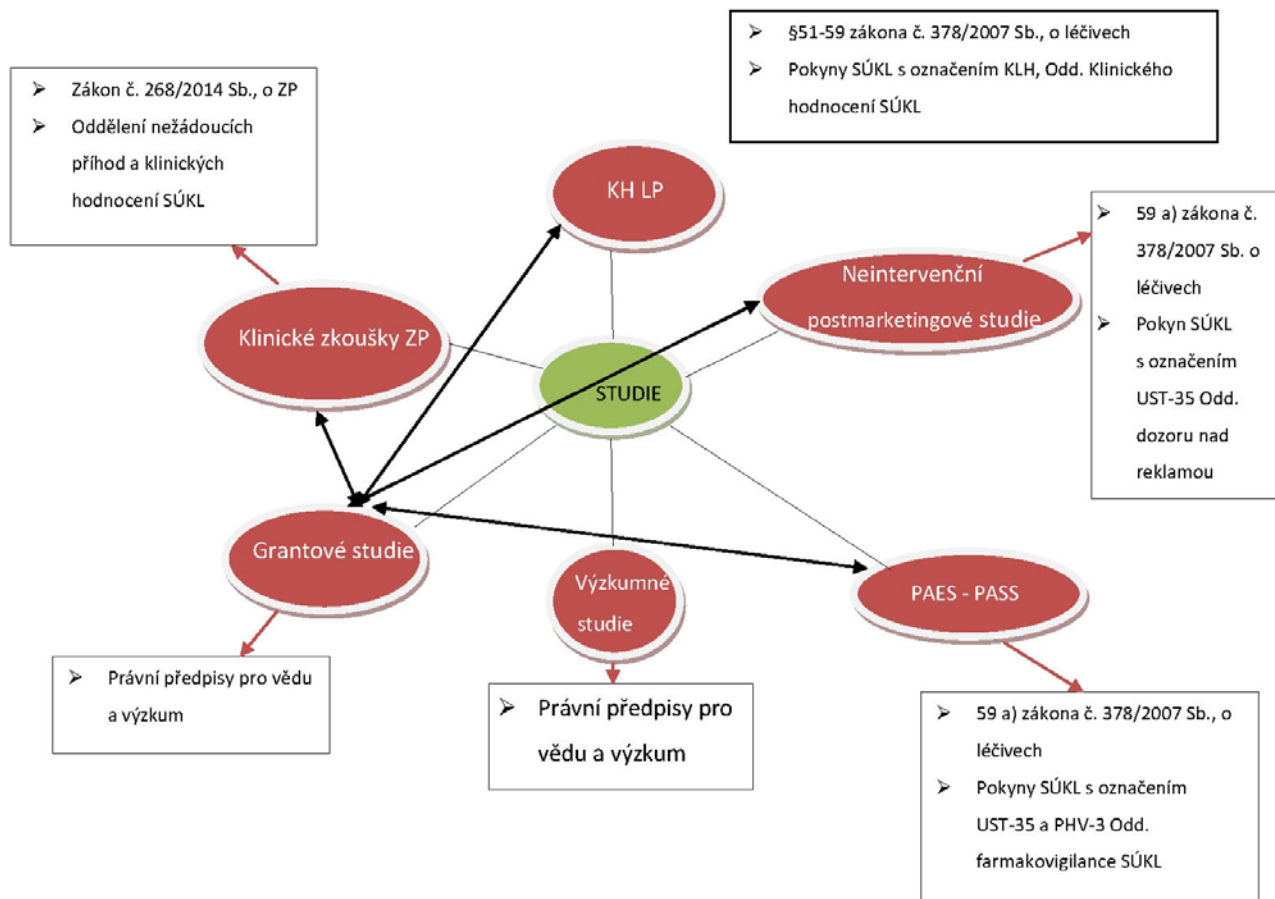 ➢ §51-59 zákona č. 378/2007 Sb., o léčivech
➢ Pokyny SÚKL s označením KLH, Odd. Klinického
hodnocení SÚKL
➢ Zákon č. 268/2014 Sb., o ZP
➢ Oddělení nežádoucích
příhod a klinických
hodnocení SÚKL
KH LP
➢ 59 a) zákona č.
378/2007 Sb. o
léčivech
➢ Pokyn SÚKL
s označením
UST-35 Odd.
dozoru nad
reklamou
Neintervenční
postmarketingové studie
Klinické zkoušky ZP
STUDIE
Grantové studie
Výzkumné
studie
PAES - PASS
➢ Právní předpisy pro vědu
a výzkum
➢ Právní předpisy pro
vědu a výzkum
➢ 59 a) zákona č. 378/2007 Sb., o
léčivech
➢ Pokyny SÚKL s označením
UST-35 a PHV-3 Odd.
farmakovigilance SÚKL